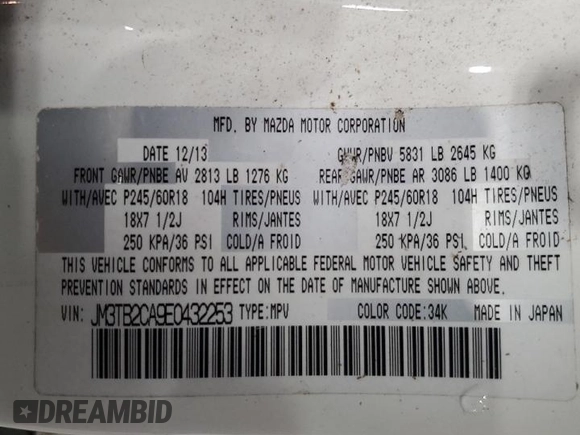 MFD. BY MAZDA MOTOR CORPORATION
DATE 12/13 GVWR/PNBV 5831 LB 2645 KG
FRONT GAWR/PNBE AV 2813 LB 1276 KG REAR GAWR/PNBE AR 3086 LB 1400 KG
WITH/AVEC P245/60R18 104H TIRES/PNEUS WITH/AVEC P245/60R18 104H TIRES/PNEUS
18X7 1/2J RIMS/JANTES 18X7 1/2J RIMS/JANTES
250 KPA/36 PSI COLD/A FROID 250 KPA/36 PSI COLD/A FROID
THIS VEHICLE CONFORMS TO ALL APPLICABLE FEDERAL MOTOR VEHICLE SAFETY AND THEFT
PREVENTION STANDARDS IN EFFECT ON THE DATE OF MANUFACTURE SHOWN ABOVE.
VIN: JM3TB2CA9E0432253 TYPE:MPV COLOR CODE:34K MADE IN JAPAN
DREAMBID